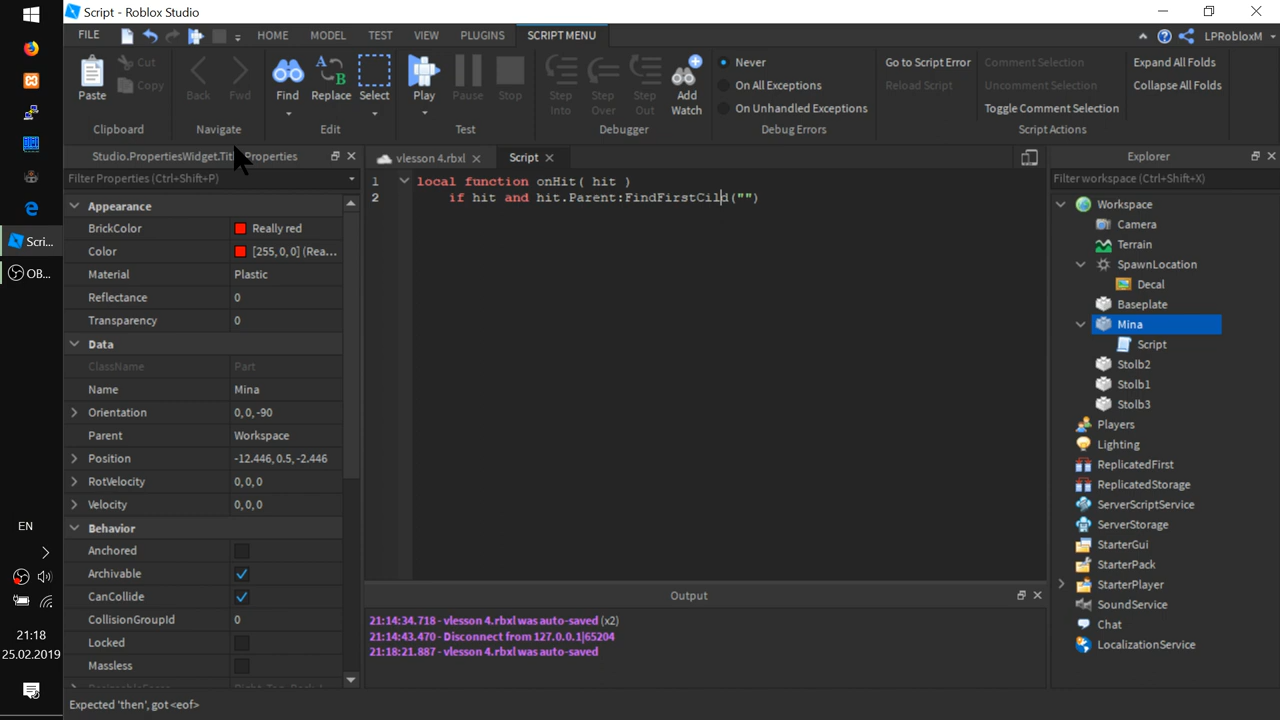 Script - Roblox Studio
FILE
HOME
MODEL
TEST
VIEW
PLUGINS
SCRIPT MENU
LPRobloxM
Paste
Cut
Copy
Clipboard
Back
Fwd
Navigate
Find
Replace
Select
Edit
Play
Pause
Stop
Test
Step Into
Step Over
Step Out
Add Watch
Debugger
Never
On All Exceptions
On Unhandled Exceptions
Debug Errors
Go to Script Error
Reload Script
Comment Selection
Uncomment Selection
Toggle Comment Selection
Expand All Folds
Collapse All Folds
Script Actions
Studio.PropertiesWidget.Titl Properties
Filter Properties (Ctrl+Shift+P)
Appearance
BrickColor Really red
Color [255, 0, 0] (Rea...
Material Plastic
Reflectance 0
Transparency 0
Data
ClassName Part
Name Mina
Orientation 0, 0, -90
Parent Workspace
Position -12.446, 0.5, -2.446
RotVelocity 0, 0, 0
Velocity 0, 0, 0
Behavior
Anchored
Archivable
CanCollide
CollisionGroupId 0
Locked
Massless
vlesson 4.rbxl
Script
1 local function onHit( hit )
2 if hit and hit.Parent:FindFirstCild("")
Output
21:14:34.718 - vlesson 4.rbxl was auto-saved (x2)
21:14:43.470 - Disconnect from 127.0.0.1|65204
21:18:21.887 - vlesson 4.rbxl was auto-saved
Explorer
Filter workspace (Ctrl+Shift+X)
Workspace
Camera
Terrain
SpawnLocation
Decal
Baseplate
Mina
Script
Stolb2
Stolb1
Stolb3
Players
Lighting
ReplicatedFirst
ReplicatedStorage
ServerScriptService
ServerStorage
StarterGui
StarterPack
StarterPlayer
SoundService
Chat
LocalizationService
Scri...
OB...
EN
21:18
25.02.2019
Expected 'then', got <eof>